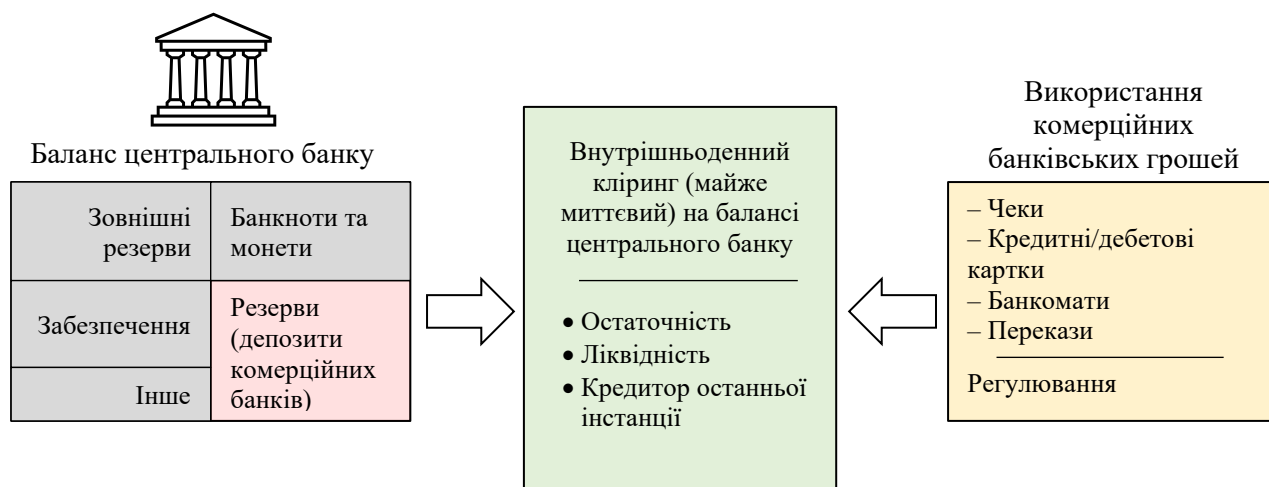 Баланс центрального банку
Зовнішні
резерви
Банкноти та
монети
Забезпечення
Інше
Резерви
(депозити
комерційних
банків)
Внутрішньоденний
кліринг (майже
миттєвий) на балансі
центрального банку
• Остаточність
• Ліквідність
• Кредитор останньої
інстанції
Використання
комерційних
банківських грошей
– Чеки
– Кредитні/дебетові
картки
– Банкомати
– Перекази
Регулювання